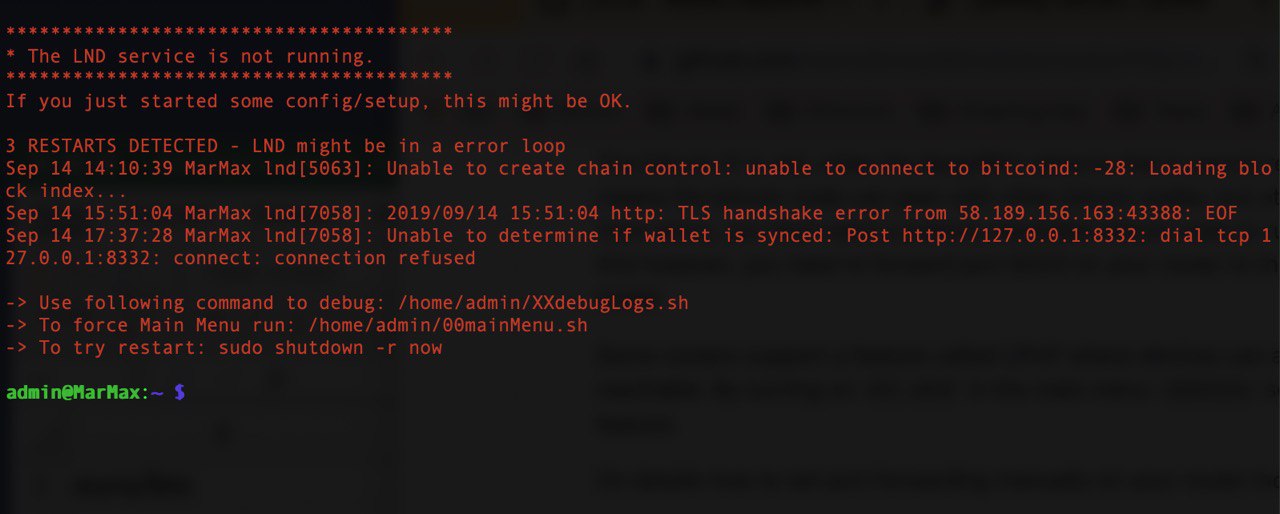 ****************************************
* The LND service is not running.
****************************************
If you just started some config/setup, this might be OK.
3 RESTARTS DETECTED - LND might be in a error loop
Sep 14 14:10:39 MarMax lnd[5063]: Unable to create chain control: unable to connect to bitcoind: -28: Loading blo
ck index...
Sep 14 15:51:04 MarMax lnd[7058]: 2019/09/14 15:51:04 http: TLS handshake error from 58.189.156.163:43388: EOF
Sep 14 17:37:28 MarMax lnd[7058]: Unable to determine if wallet is synced: Post http://127.0.0.1:8332: dial tcp 1
27.0.0.1:8332: connect: connection refused
-> Use following command to debug: /home/admin/XXdebugLogs.sh
-> To force Main Menu run: /home/admin/00mainMenu.sh
-> To try restart: sudo shutdown -r now
admin@MarMax:~ $